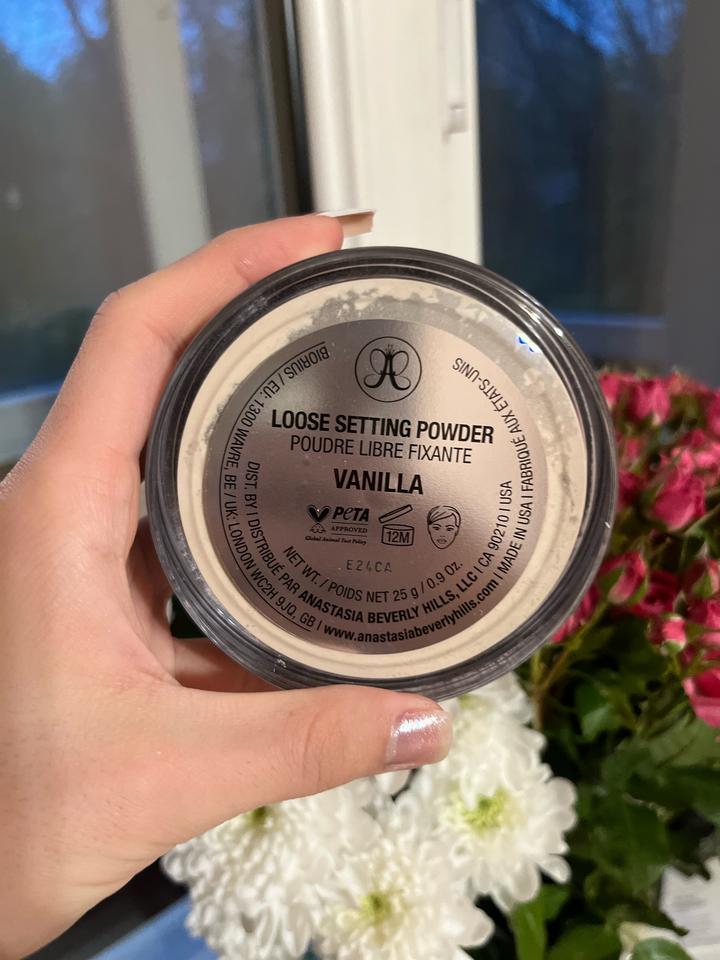 LOOSE SETTING POWDER
POUDRE LIBRE FIXANTE
VANILLA
PETA
APPROVED
Global Animal Test Policy
12M
E24CA
NET WT. / POIDS NET 25 g / 0.9 oz.
DIST. BY I DISTRIBUÉ PAR ANASTASIA BEVERLY HILLS, LLC I CA 90210 I USA
BIORIUS / EU: 1300 WAVRE, BE / UK: LONDON WC2H 9JQ, GB I www.anastasiabeverlyhills.com I MADE IN USA I FABRIQUÉ AUX ÉTATS-UNIS